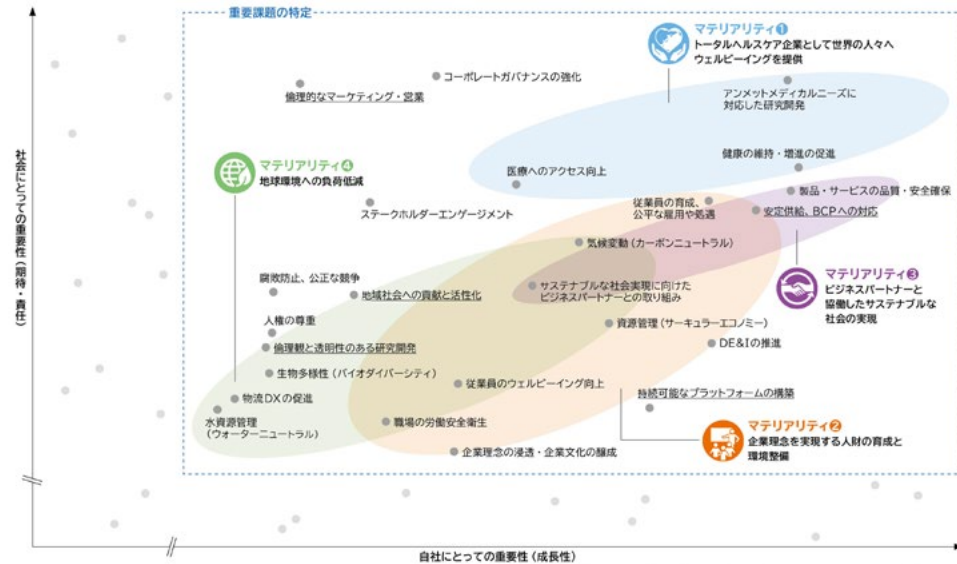 重要課題の特定
マテリアリティ❶
トータルヘルスケア企業として世界の人々へ
ウェルビーイングを提供
コーポレートガバナンスの強化
倫理的なマーケティング・営業
アンメットメディカルニーズに
対応した研究開発
マテリアリティ❹
地球環境への負荷低減
医療へのアクセス向上
健康の維持・増進の促進
製品・サービスの品質・安全確保
ステークホルダーエンゲージメント
従業員の育成、
公平な雇用や処遇
安定供給、BCPへの対応
気候変動(カーボンニュートラル)
腐敗防止、公正な競争
地域社会への貢献と活性化
サステナブルな社会実現に向けた
ビジネスパートナーとの取り組み
マテリアリティ❸
ビジネスパートナーと
協働したサステナブルな
社会の実現
人権の尊重
倫理観と透明性のある研究開発
資源管理(サーキュラーエコノミー)
DE&Iの推進
生物多様性(バイオダイバーシティ)
従業員のウェルビーイング向上
物流DXの促進
持続可能なプラットフォームの構築
水資源管理
(ウォーターニュートラル)
職場の労働安全衛生
マテリアリティ❷
企業理念を実現する人財の育成と
環境整備
企業理念の浸透・企業文化の醸成
社会にとっての重要性(期待・責任)
自社にとっての重要性(成長性)